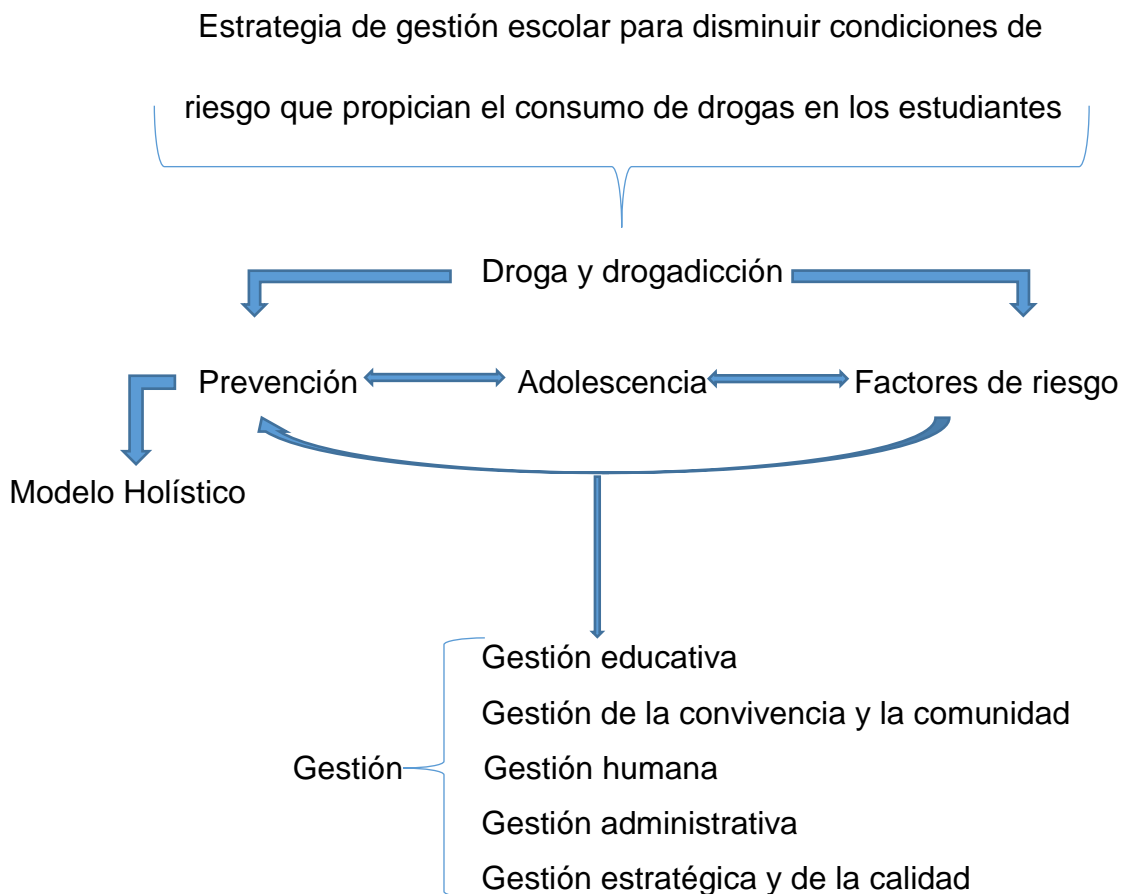 Estrategia de gestión escolar para disminuir condiciones de
riesgo que propician el consumo de drogas en los estudiantes
Droga y drogadicción
Prevención
Adolescencia
Factores de riesgo
Modelo Holístico
Gestión educativa
Gestión de la convivencia y la comunidad
Gestión
Gestión humana
Gestión administrativa
Gestión estratégica y de la calidad